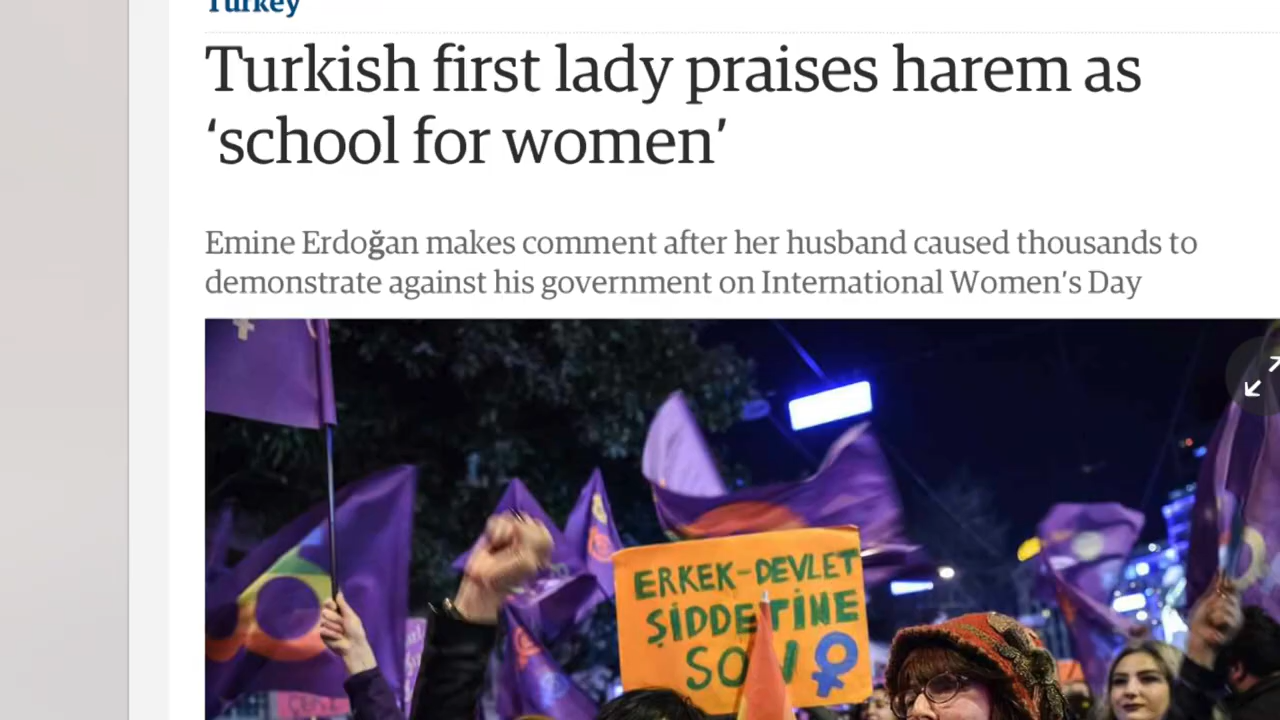 Turkey
Turkish first lady praises harem as
‘school for women’
Emine Erdoğan makes comment after her husband caused thousands to
demonstrate against his government on International Women’s Day
ERKEK-DEVLET
ŞİDDETİNE